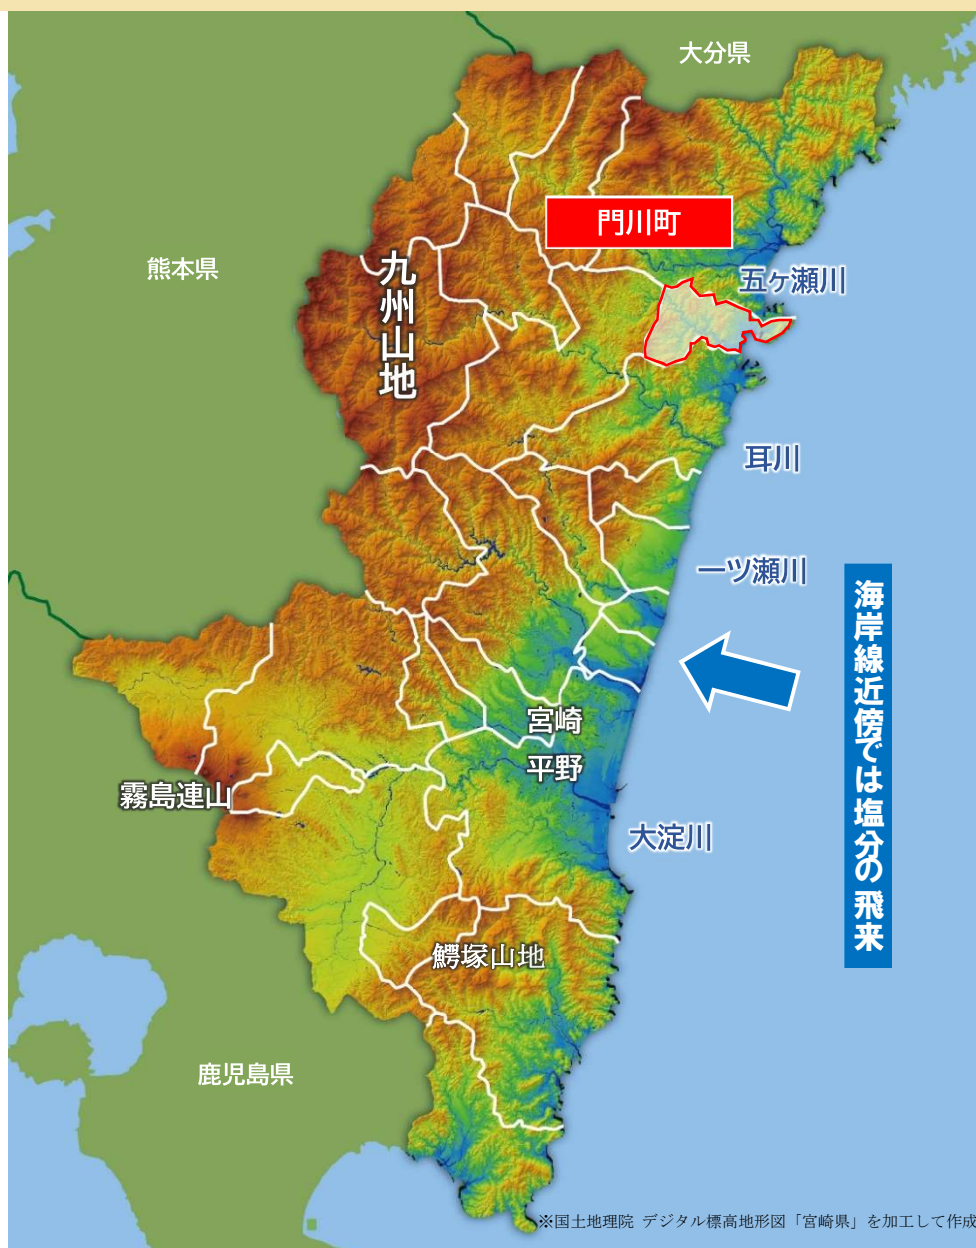 大分県
門川町
熊本県
九州山地
五ヶ瀬川
耳川
一ツ瀬川
海岸線近傍では塩分の飛来
宮崎
平野
霧島連山
大淀川
鰐塚山地
鹿児島県
※国土地理院 デジタル標高地形図「宮崎県」を加工して作成